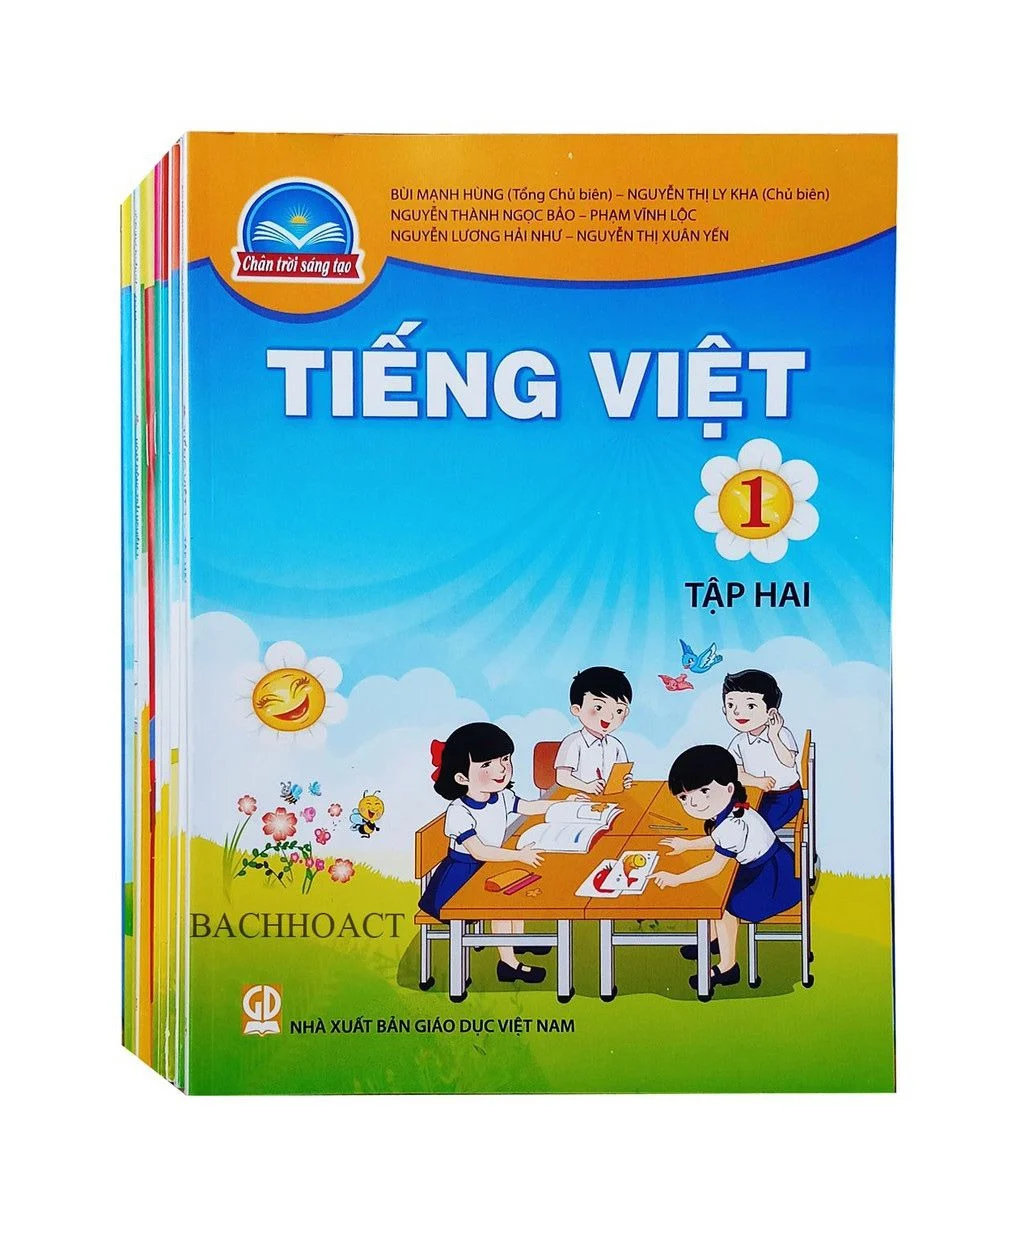 BÙI MẠNH HÙNG (Tổng Chủ biên) – NGUYỄN THỊ LY KHA (Chủ biên)
NGUYỄN THÀNH NGỌC BẢO – PHẠM VĨNH LỘC
NGUYỄN LƯƠNG HẢI NHƯ – NGUYỄN THỊ XUÂN YẾN
Chân trời sáng tạo
TIẾNG VIỆT
1
TẬP HAI
BACHHOACT
GD
NHÀ XUẤT BẢN GIÁO DỤC VIỆT NAM